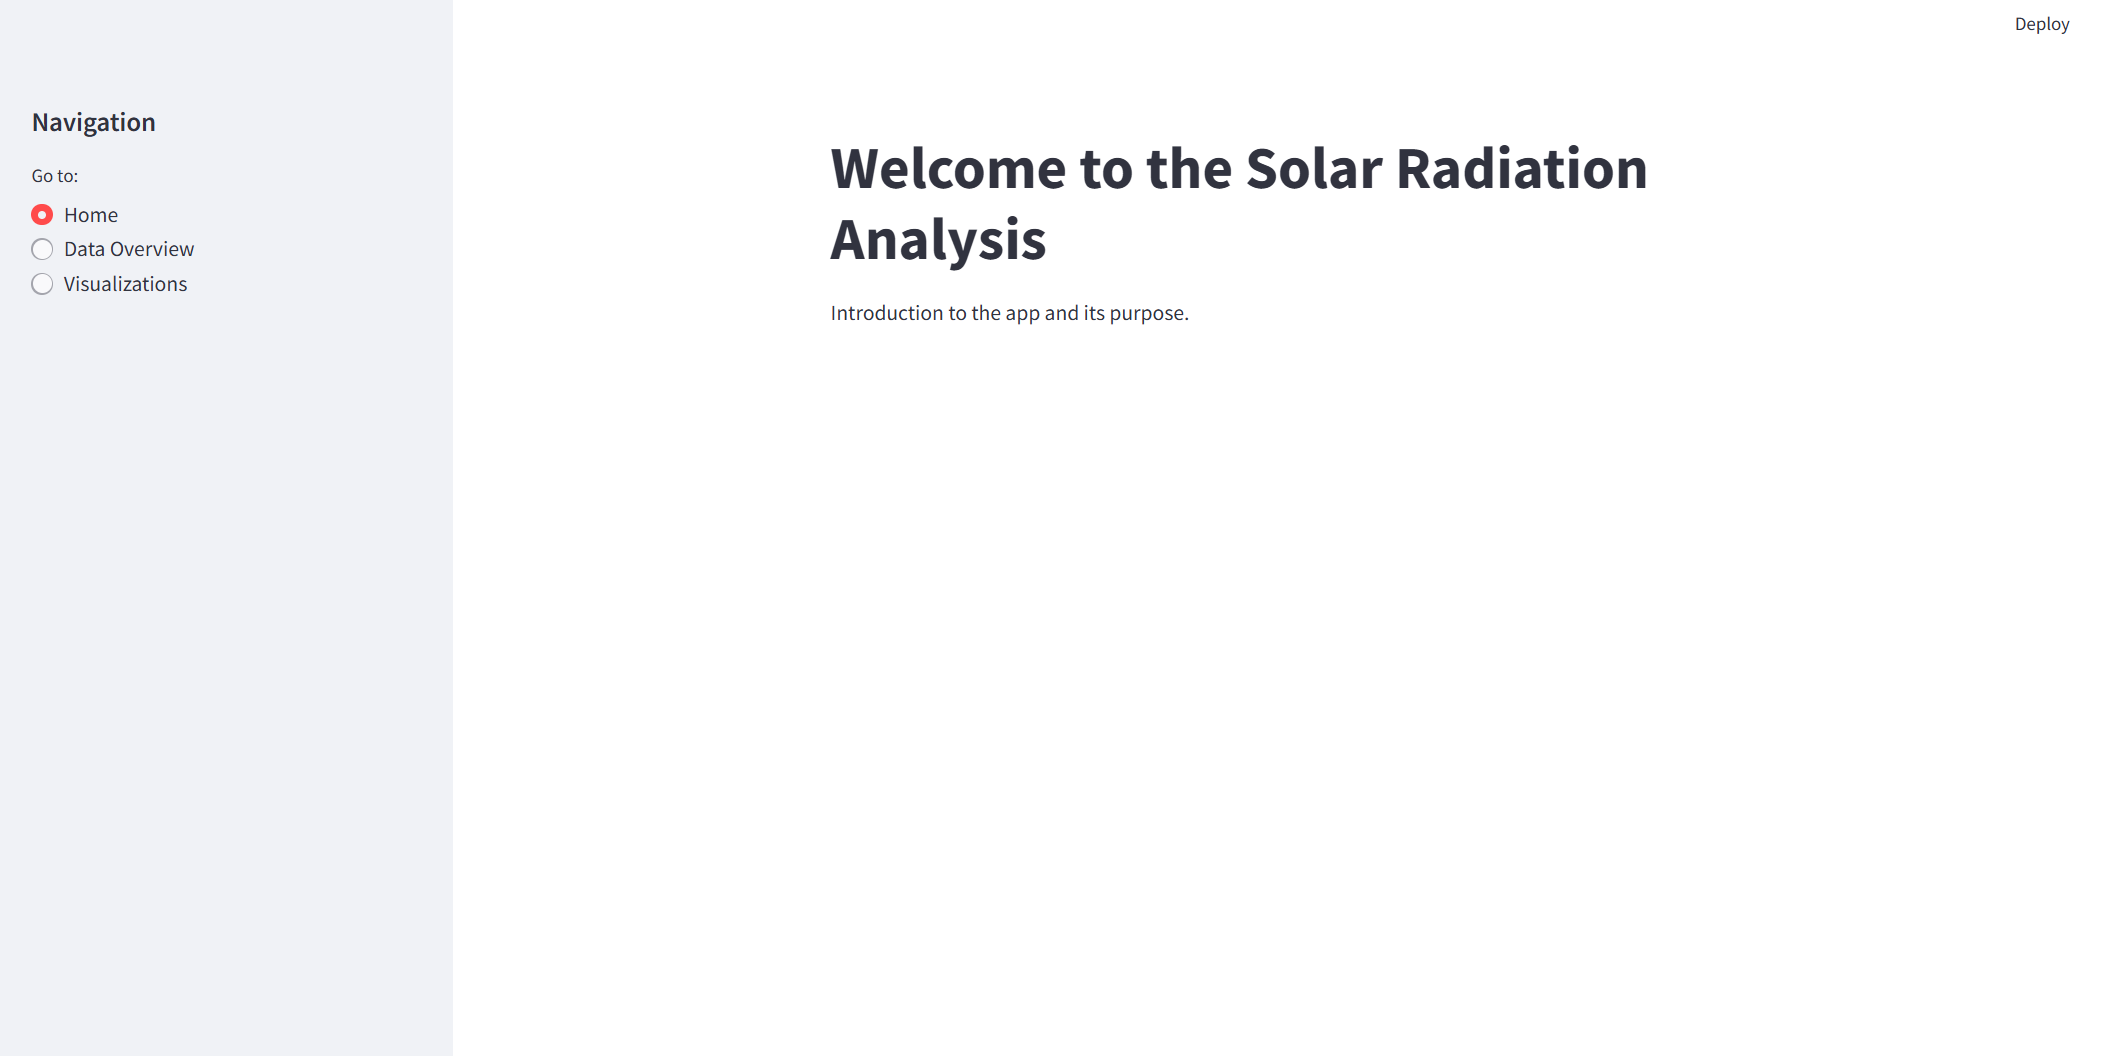 Deploy
Navigation
Go to:
Home
Data Overview
Visualizations
Welcome to the Solar Radiation
Analysis
Introduction to the app and its purpose.